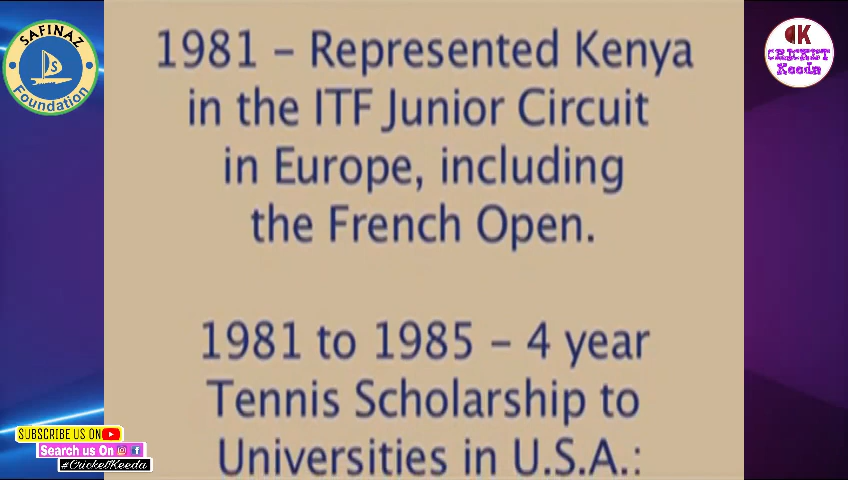 SAFINAZ
S
Foundation
K
CRICKET
Keeda
1981 – Represented Kenya
in the ITF Junior Circuit
in Europe, including
the French Open.
1981 to 1985 – 4 year
Tennis Scholarship to
Universities in U.S.A.:
SUBSCRIBE US ON
Search us On
#CricketKeeda